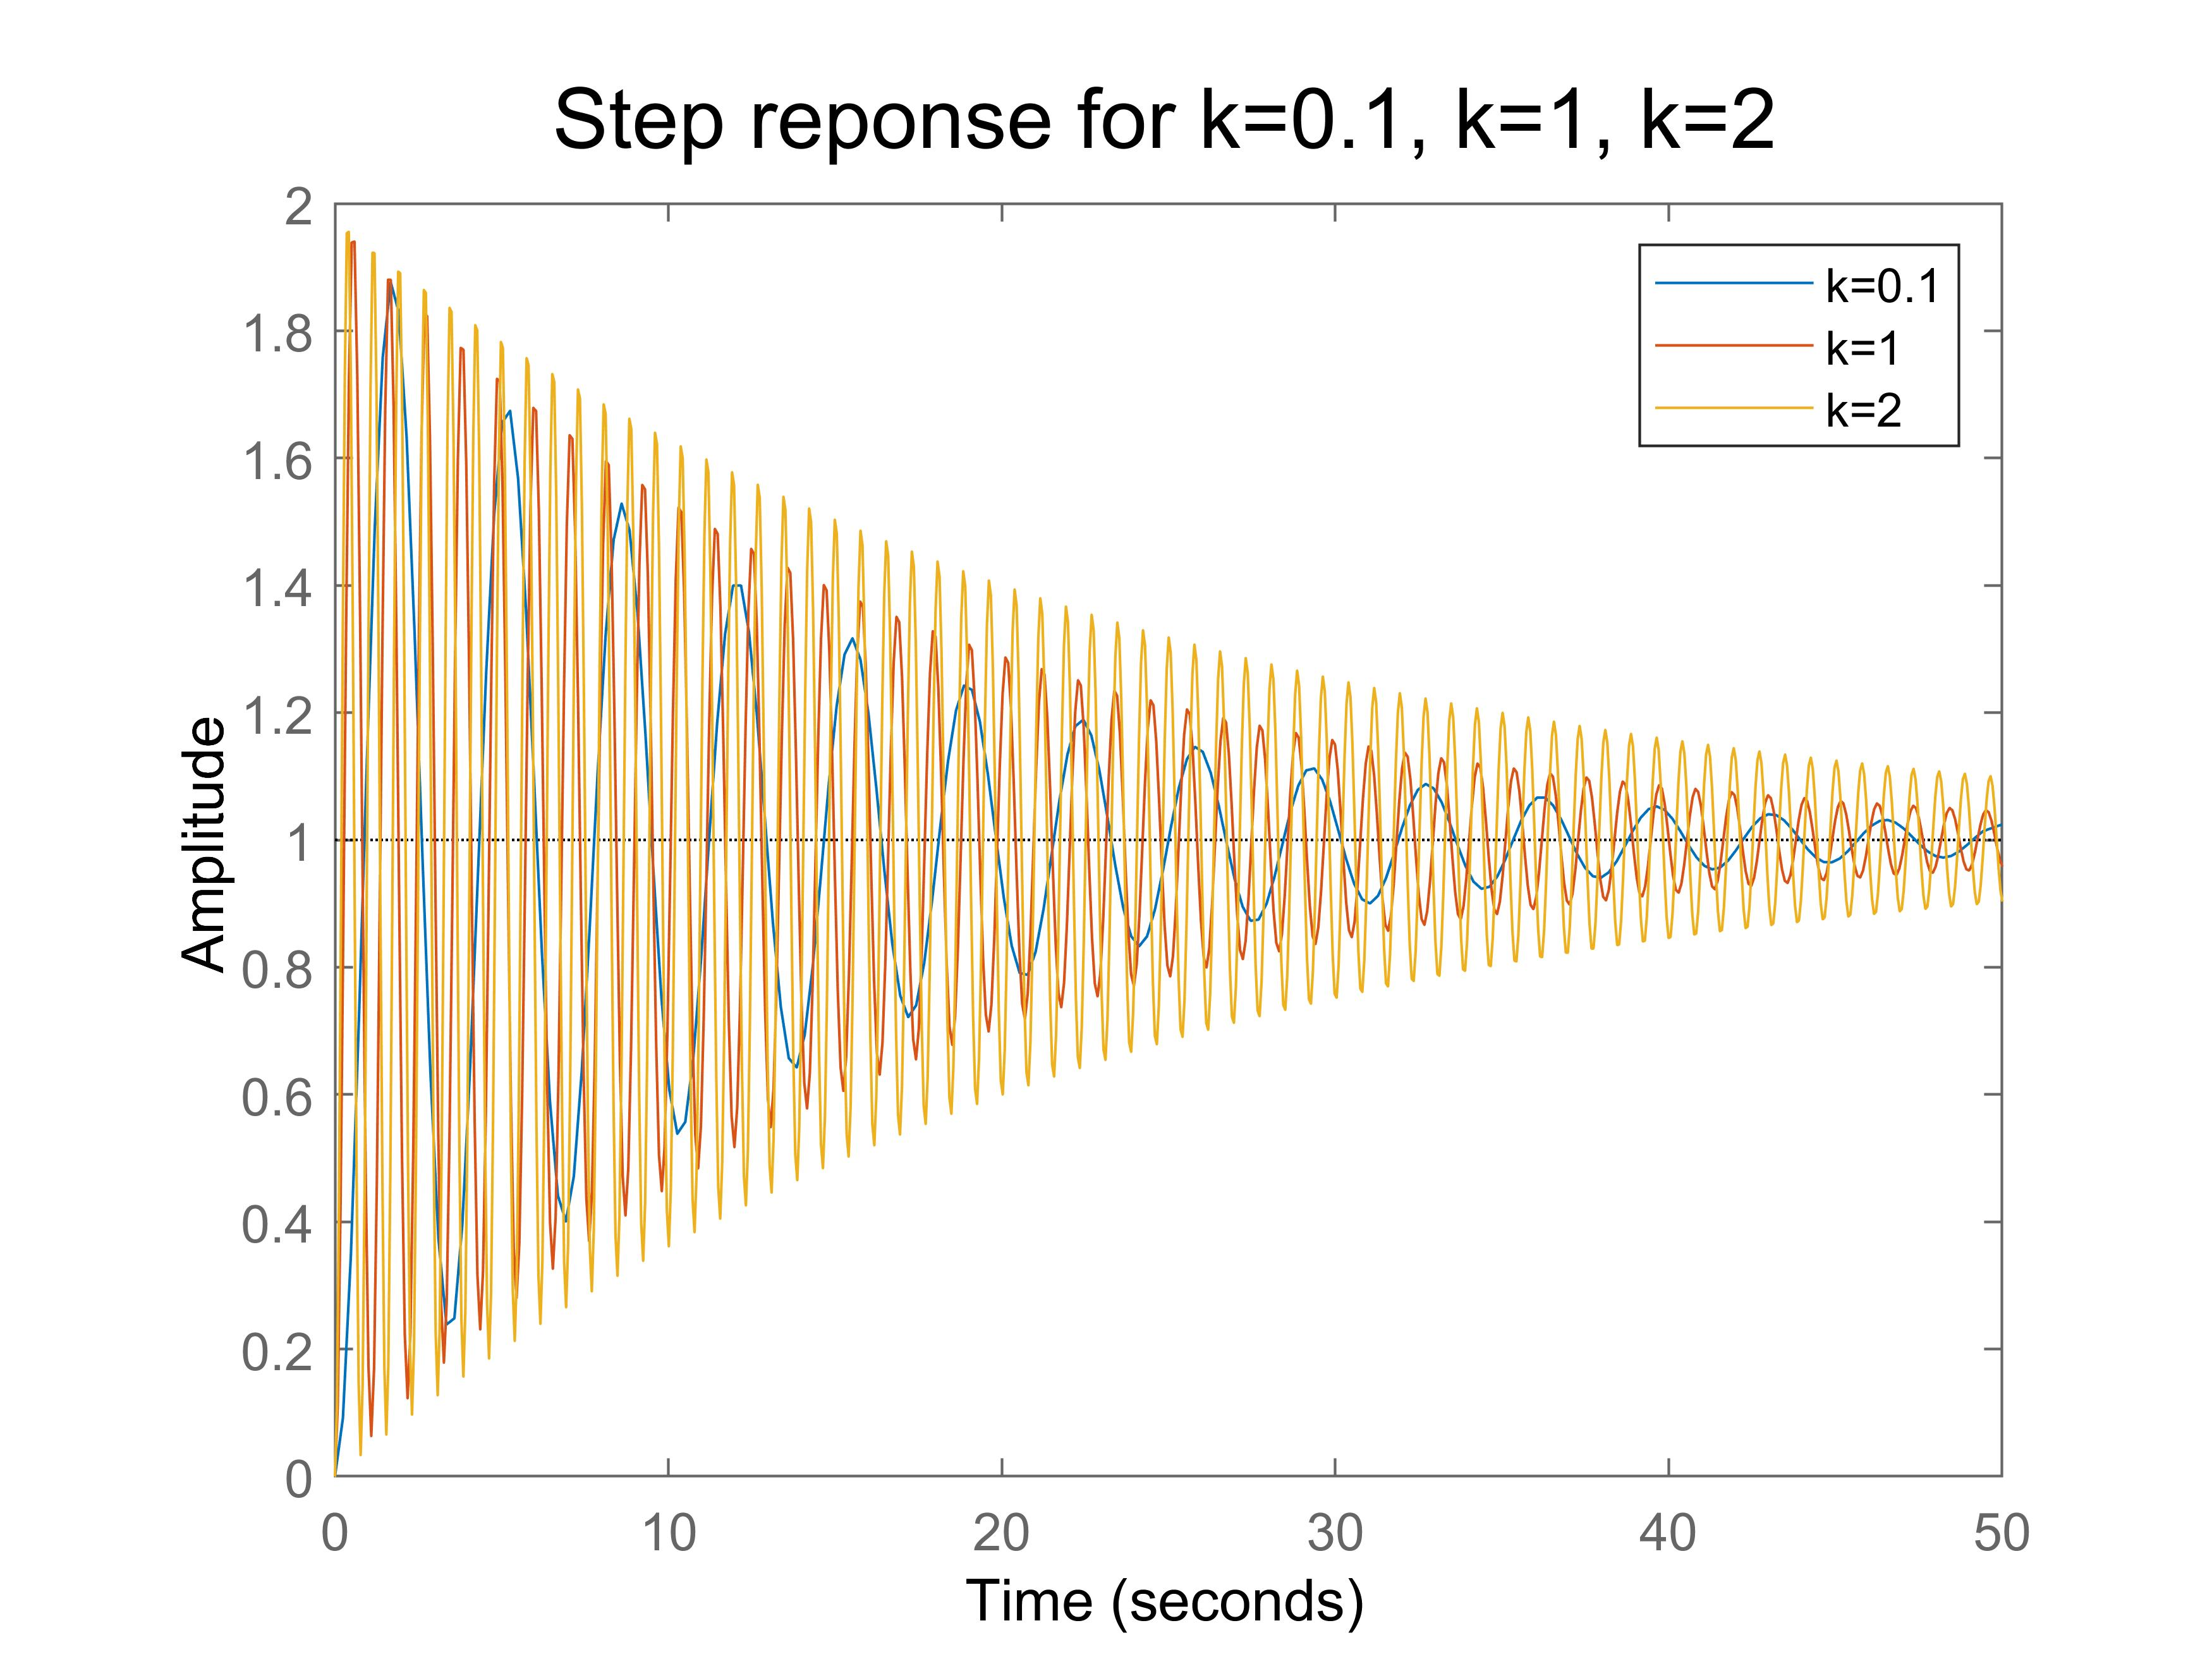 Step reponse for k=0.1, k=1, k=2
2
1.8
1.6
1.4
1.2
1
0.8
0.6
0.4
0.2
0
Amplitude
k=0.1
k=1
k=2
0 10 20 30 40 50
Time (seconds)